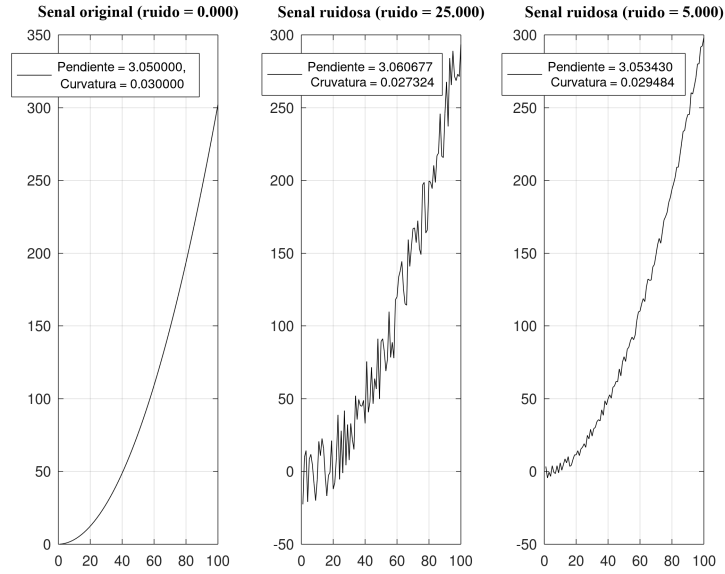 Senal original (ruido = 0.000)
350
300
250
200
150
100
50
0
0 20 40 60 80 100
Pendiente = 3.050000,
Curvatura = 0.030000
Senal ruidosa (ruido = 25.000)
300
250
200
150
100
50
0
-50
0 20 40 60 80 100
Pendiente = 3.060677
Cruvatura = 0.027324
Senal ruidosa (ruido = 5.000)
300
250
200
150
100
50
0
-50
0 20 40 60 80 100
Pendiente = 3.053430
Curvatura = 0.029484